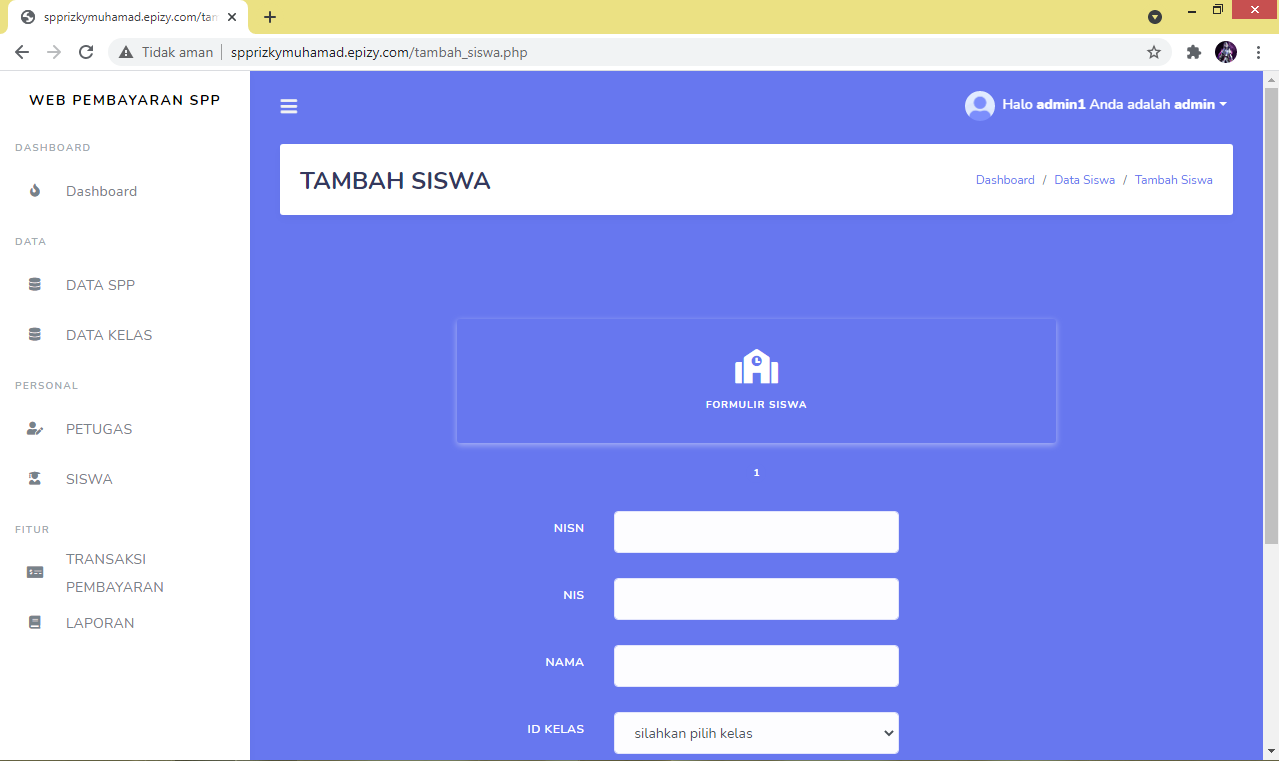 spprizkymuhamad.epizy.com/tam
Tidak aman
spprizkymuhamad.epizy.com/tambah_siswa.php
WEB PEMBAYARAN SPP
Halo admin1 Anda adalah admin
DASHBOARD
Dashboard
DATA
DATA SPP
DATA KELAS
PERSONAL
PETUGAS
SISWA
FITUR
TRANSAKSI
PEMBAYARAN
LAPORAN
TAMBAH SISWA
Dashboard / Data Siswa / Tambah Siswa
FORMULIR SISWA
1
NISN
NIS
NAMA
ID KELAS
silahkan pilih kelas